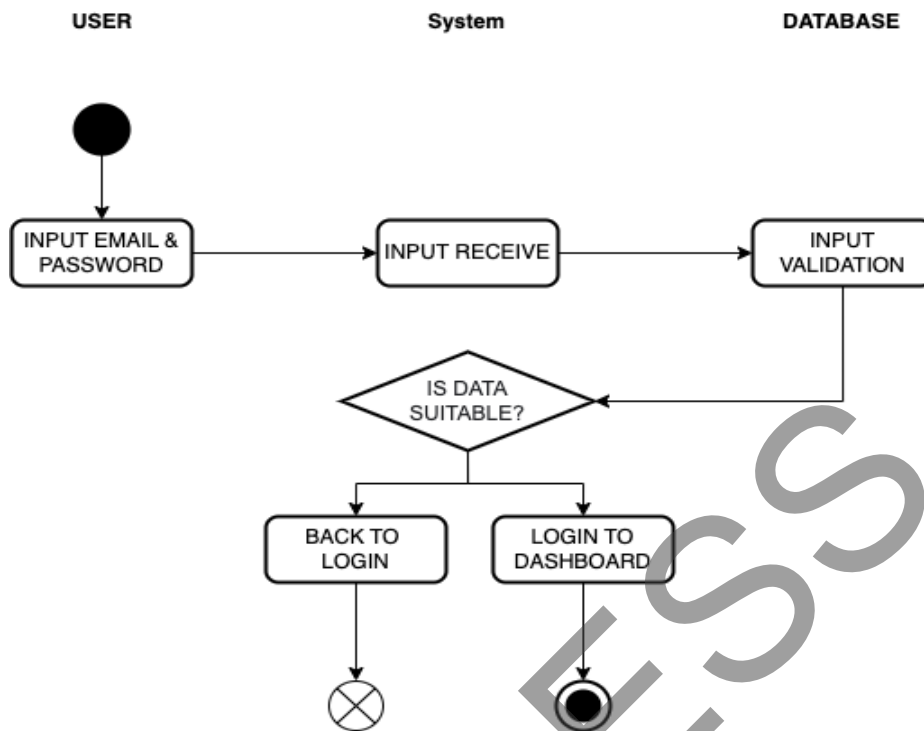 USER
System
DATABASE
INPUT EMAIL &
PASSWORD
INPUT RECEIVE
INPUT
VALIDATION
IS DATA
SUITABLE?
BACK TO
LOGIN
LOGIN TO
DASHBOARD
ESS